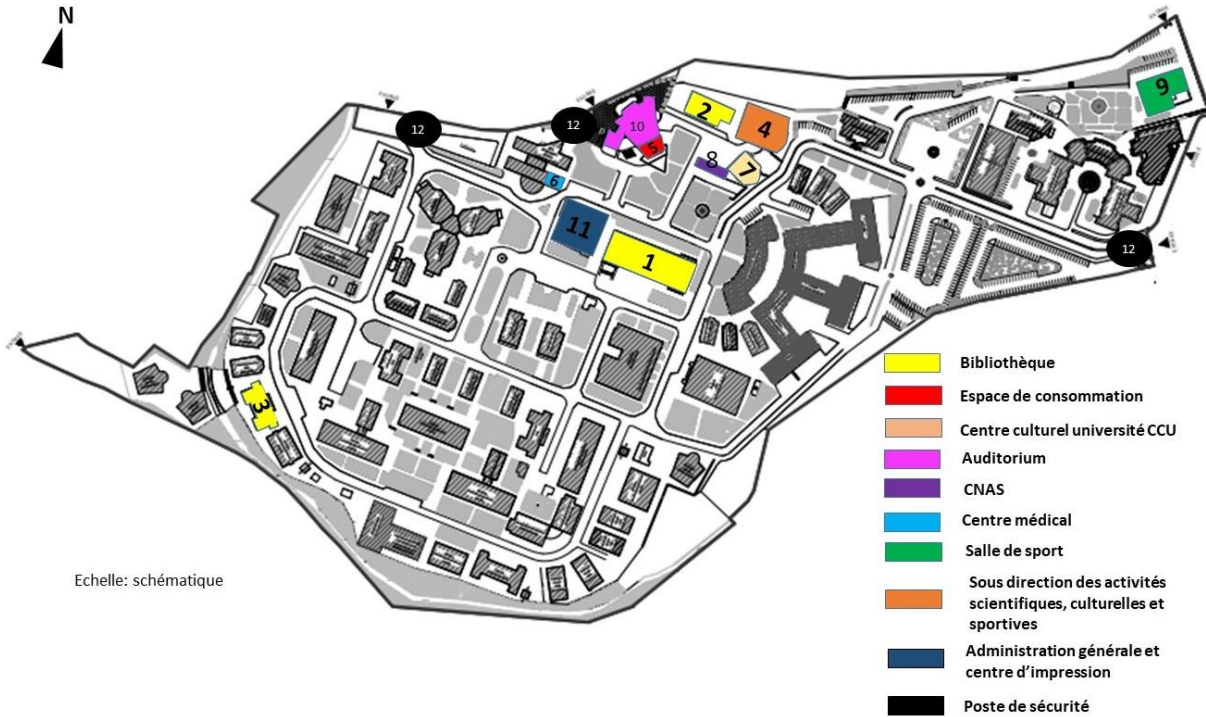 N
9
2
4
12
12
10
5
8
7
6
11
1
12
3
Bibliothèque
Espace de consommation
Centre culturel université CCU
Auditorium
CNAS
Centre médical
Salle de sport
Sous direction des activités
scientifiques, culturelles et
sportives
Administration générale et
centre d’impression
Poste de sécurité
Echelle: schématique